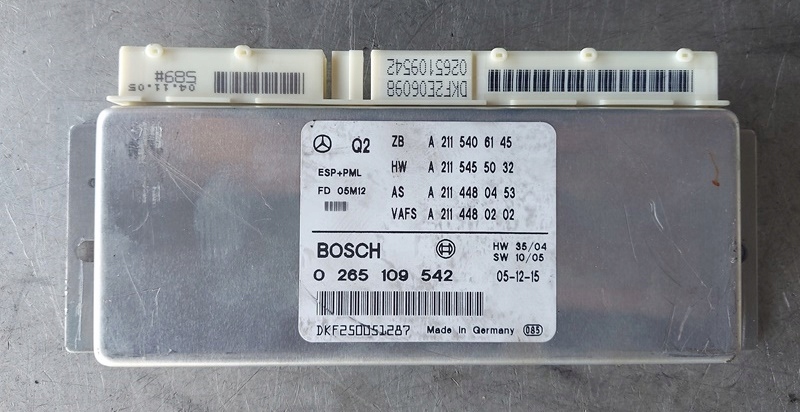 04.11.05
589#
DKF2E06098
0265109542
Q2
ZB A 211 540 61 45
HW A 211 545 50 32
AS A 211 448 04 53
VAFS A 211 448 02 02
ESP+PML
FD 05M12
BOSCH
HW 35/04
SW 10/05
0 265 109 542
05-12-15
DKF250051287
Made in Germany
085